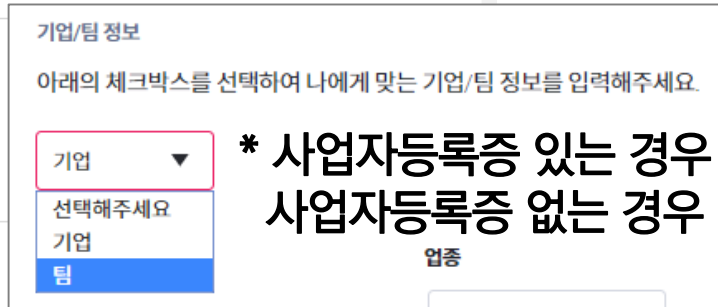 기업/팀 정보
아래의 체크박스를 선택하여 나에게 맞는 기업/팀 정보를 입력해주세요.
기업 ▼ * 사업자등록증 있는 경우
선택해주세요 사업자등록증 없는 경우
기업
팀
업종